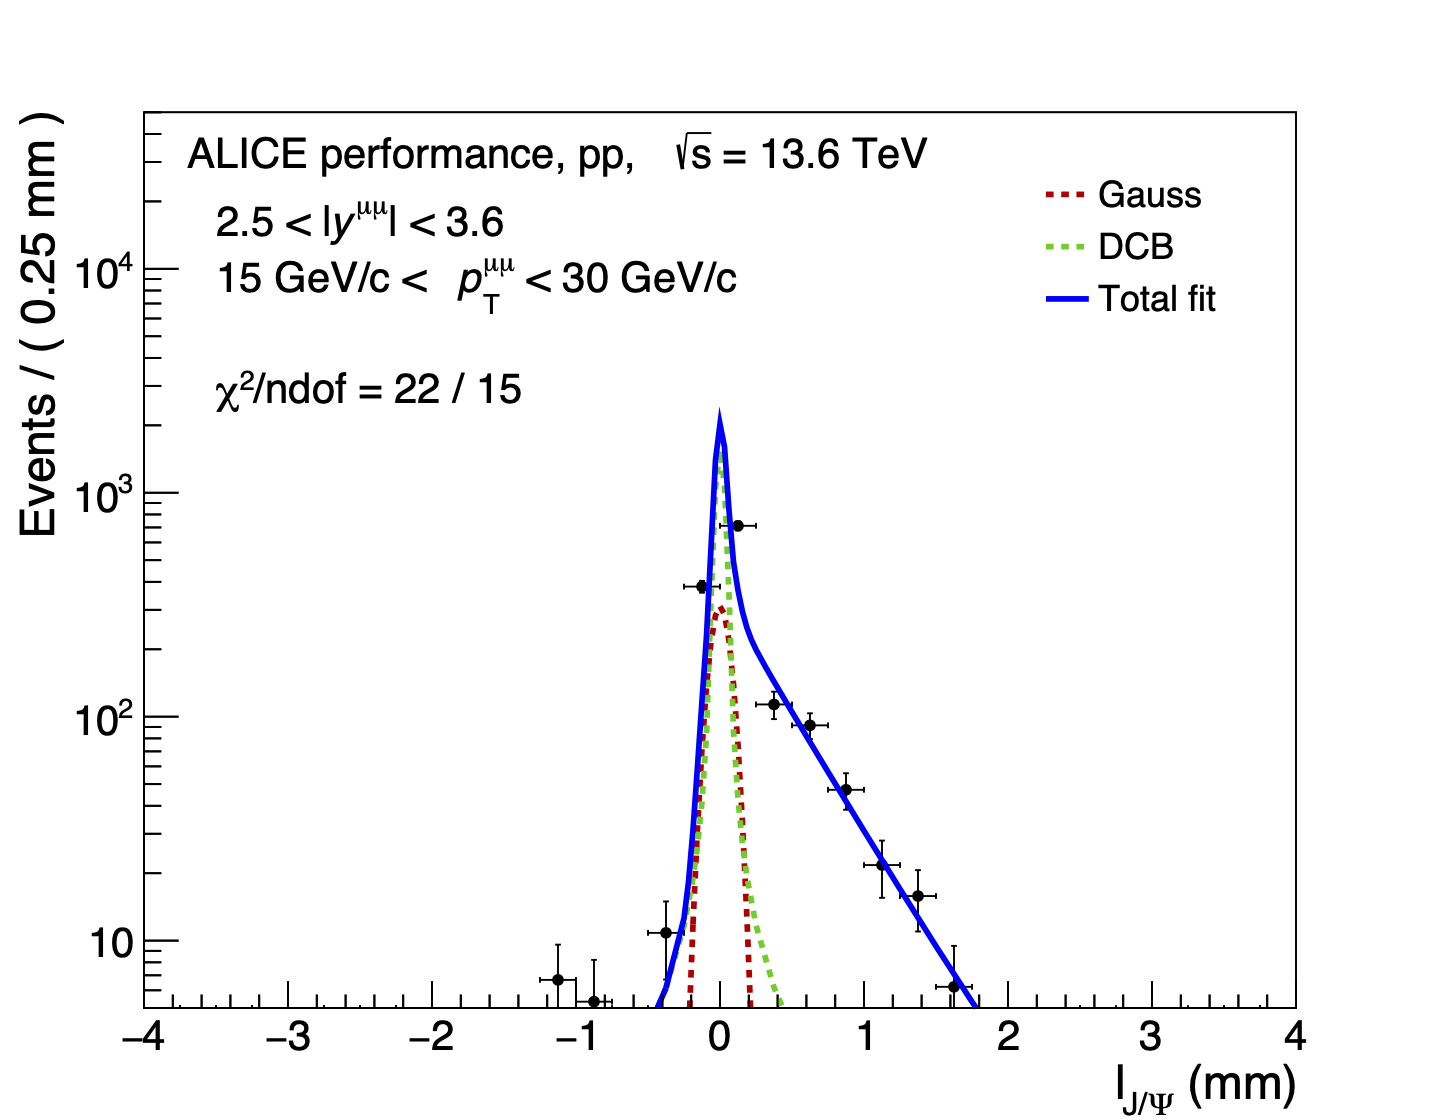 ALICE performance, pp, √s = 13.6 TeV
2.5 < |y^μμ| < 3.6
15 GeV/c < p_T^μμ < 30 GeV/c
χ²/ndof = 22 / 15
Gauss
DCB
Total fit
Events / ( 0.25 mm )
10⁴
10³
10²
10
−4 −3 −2 −1 0 1 2 3 4
l_J/Ψ (mm)